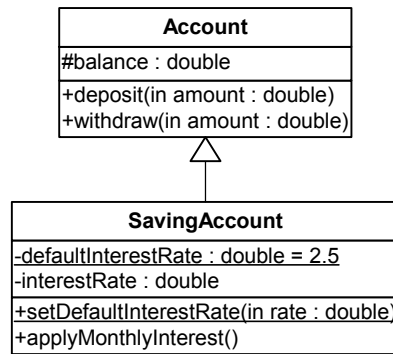 Account
#balance : double
+deposit(in amount : double)
+withdraw(in amount : double)
SavingAccount
-defaultInterestRate : double = 2.5
-interestRate : double
+setDefaultInterestRate(in rate : double)
+applyMonthlyInterest()